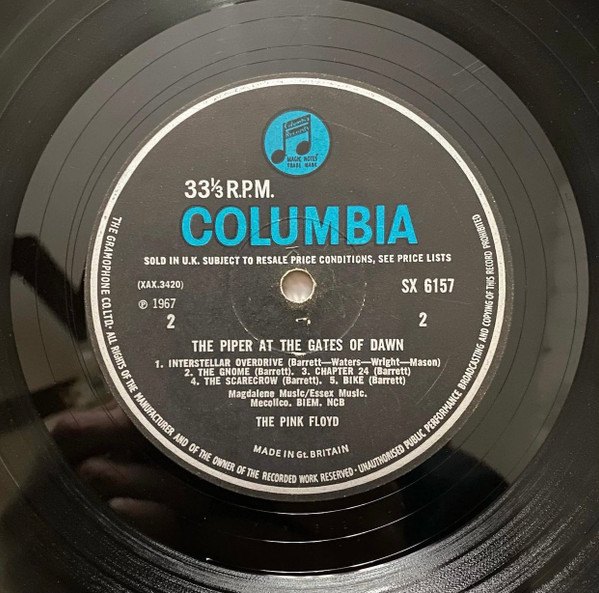 Columbia
Records
MAGIC NOTES
TRADE MARK
33⅓ R.P.M.
COLUMBIA
SOLD IN U.K. SUBJECT TO RESALE PRICE CONDITIONS, SEE PRICE LISTS
(XAX.3420)
SX 6157
℗ 1967
2
2
THE PIPER AT THE GATES OF DAWN
1. INTERSTELLAR OVERDRIVE (Barrett—Waters—Wright—Mason)
2. THE GNOME (Barrett). 3. CHAPTER 24 (Barrett)
4. THE SCARECROW (Barrett). 5. BIKE (Barrett)
Magdalene Music/Essex Music.
Mecolico. BIEM. NCB
THE PINK FLOYD
MADE IN Gt. BRITAIN
THE GRAMOPHONE CO. LTD. · ALL RIGHTS OF THE MANUFACTURER AND OF THE OWNER OF THE RECORDED WORK RESERVED · UNAUTHORISED PUBLIC PERFORMANCE BROADCASTING AND COPYING OF THIS RECORD PROHIBITED